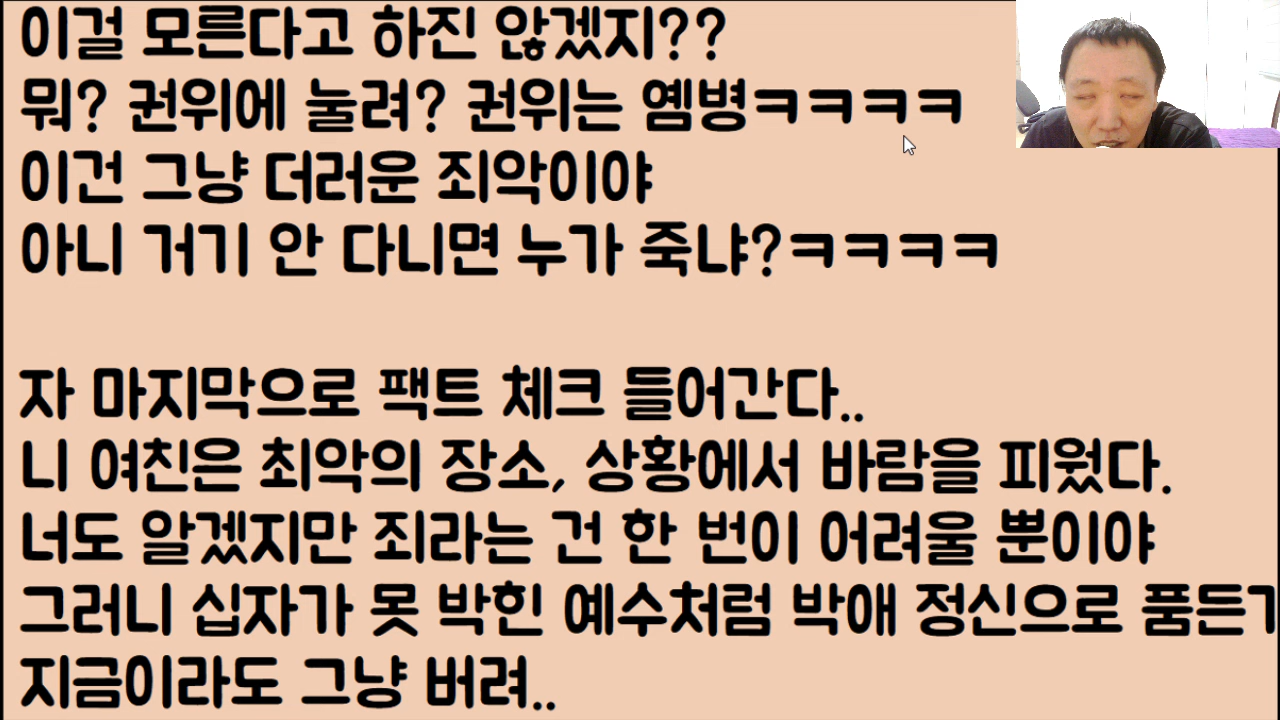 이걸 모른다고 하진 않겠지??
뭐? 권위에 눌려? 권위는 옘병ㅋㅋㅋㅋ
이건 그냥 더러운 죄악이야
아니 거기 안 다니면 누가 죽냐?ㅋㅋㅋㅋ
자 마지막으로 팩트 체크 들어간다..
니 여친은 최악의 장소, 상황에서 바람을 피웠다.
너도 알겠지만 죄라는 건 한 번이 어려울 뿐이야
그러니 십자가 못 박힌 예수처럼 박애 정신으로 품든가
지금이라도 그냥 버려..